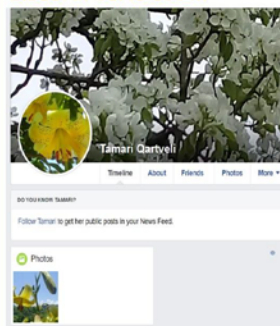 Tamari Qartveli
Timeline About Friends Photos More
DO YOU KNOW TAMARI?
Follow Tamari to get her public posts in your News Feed.
Photos